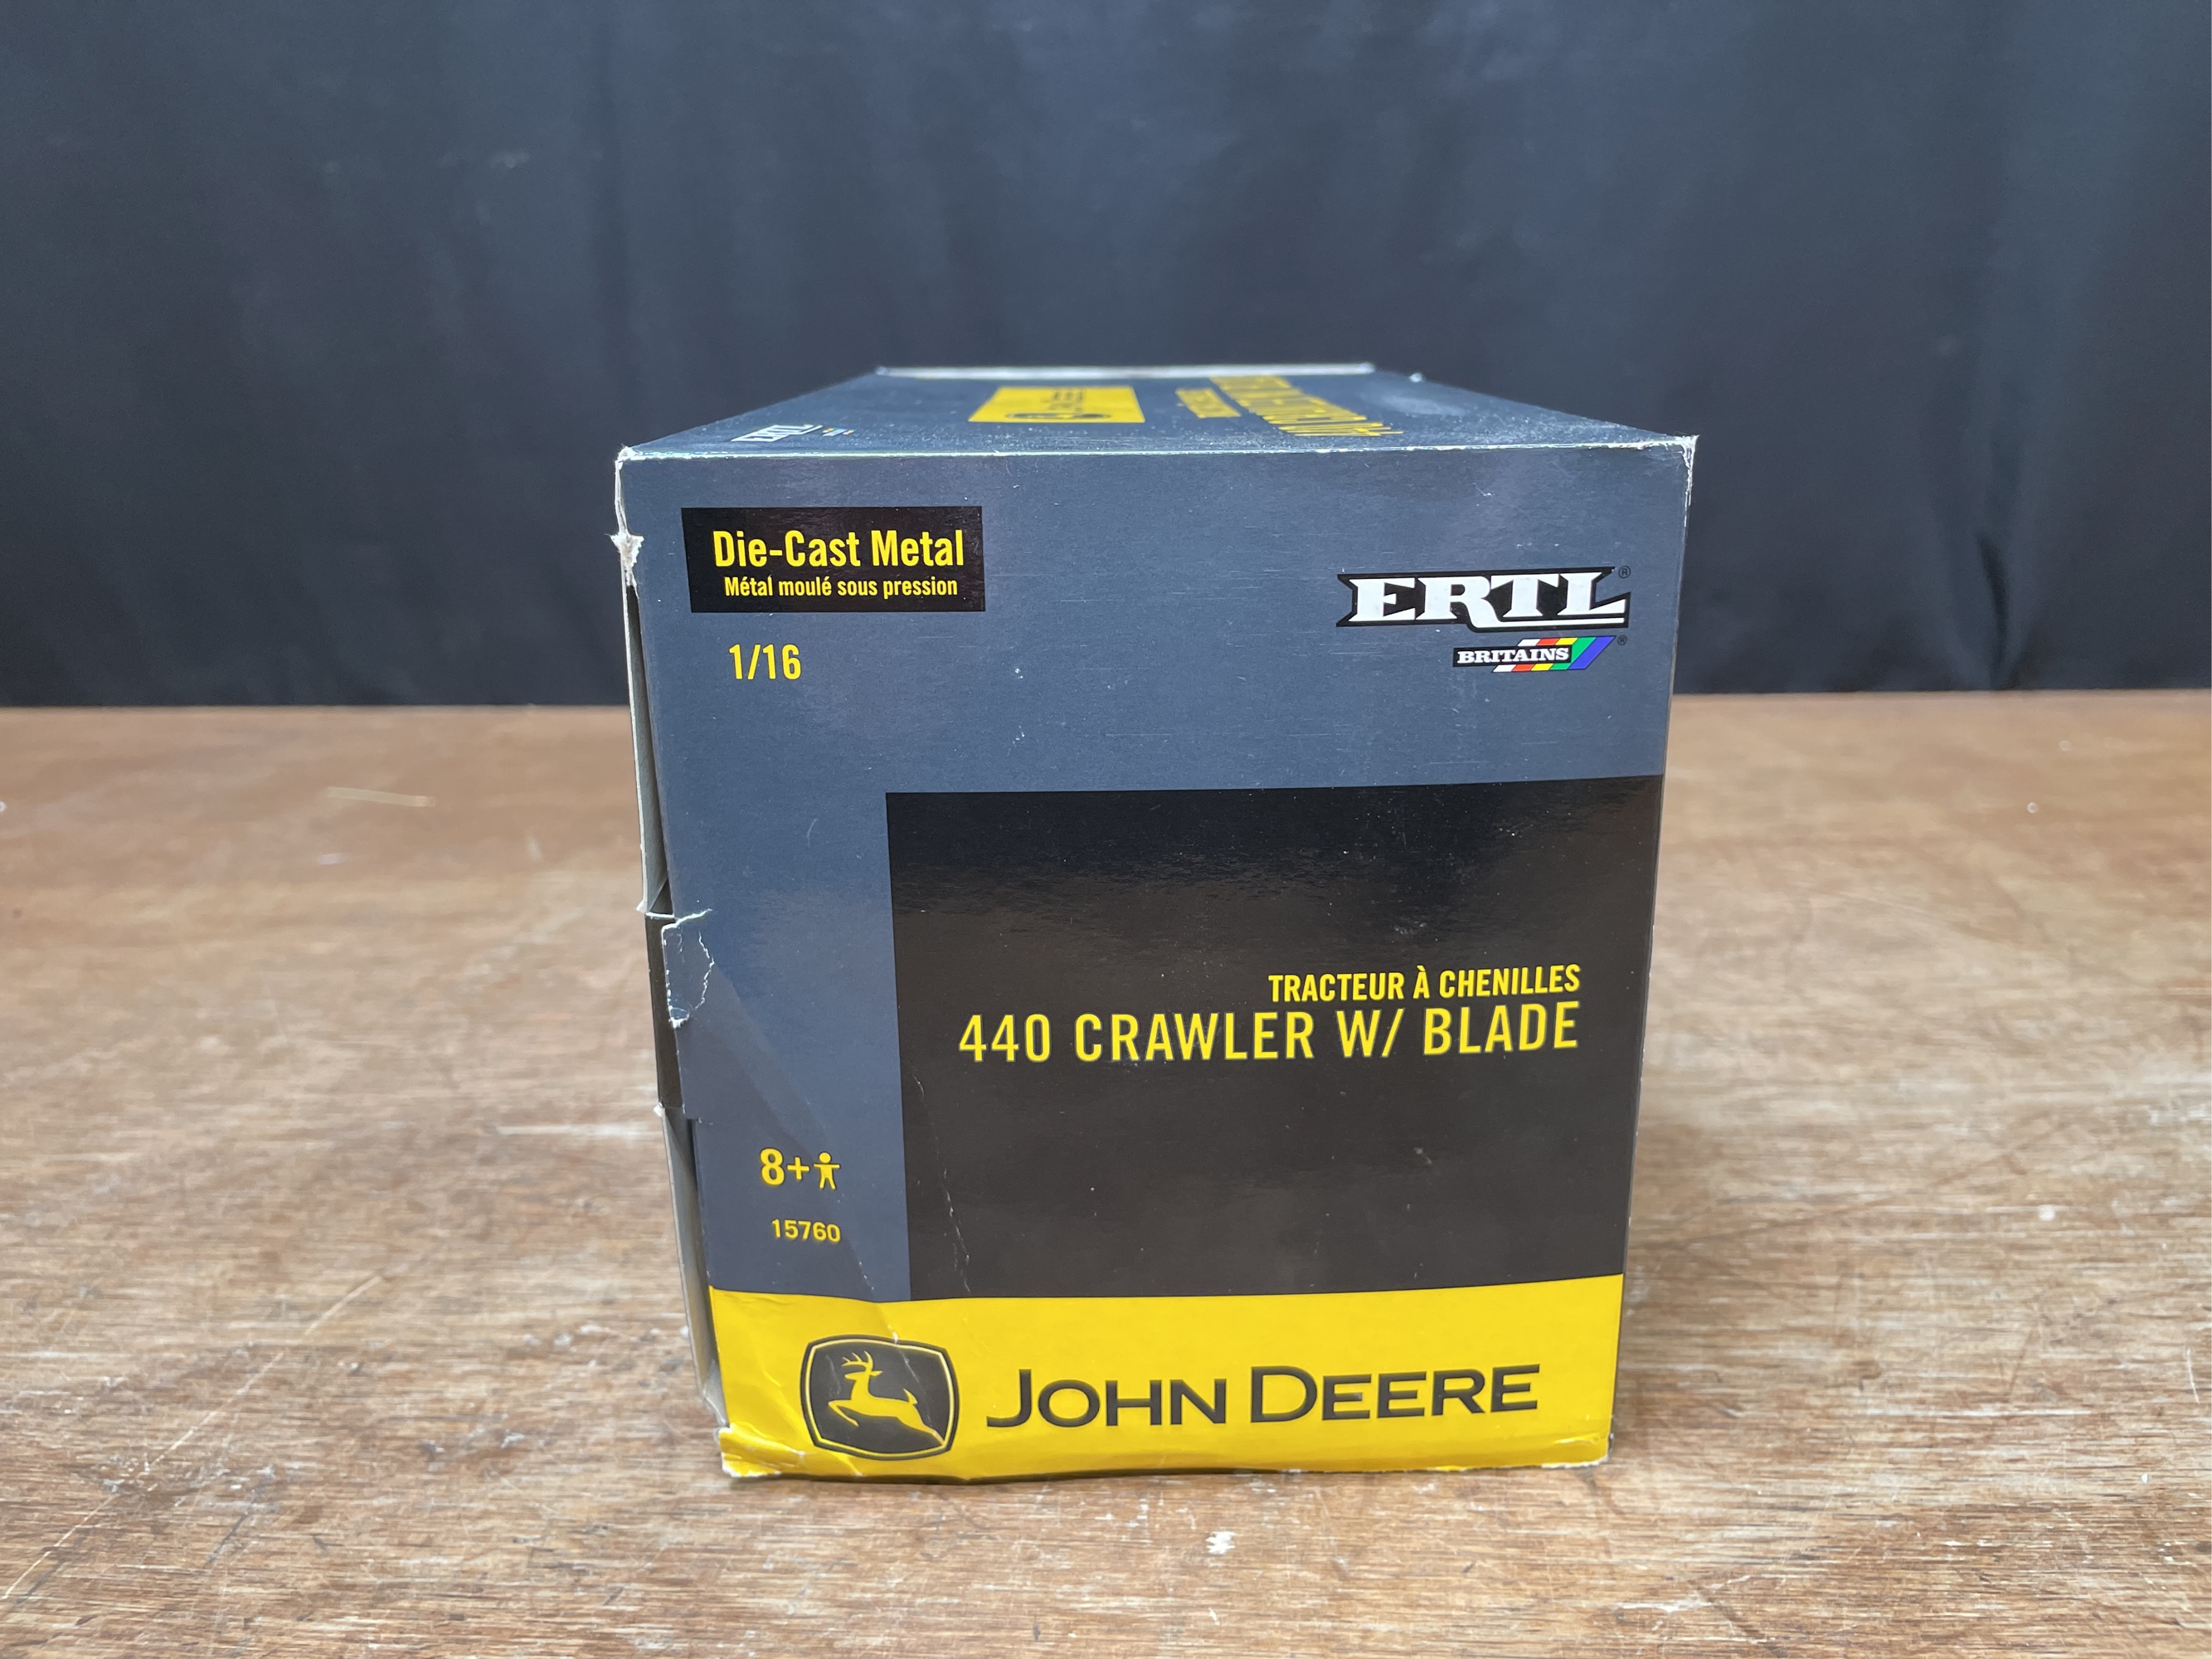 ERTL
Die-Cast Metal
Métal moulé sous pression
1/16
ERTL®
BRITAINS®
TRACTEUR À CHENILLES
440 CRAWLER W/ BLADE
8+
15760
JOHN DEERE